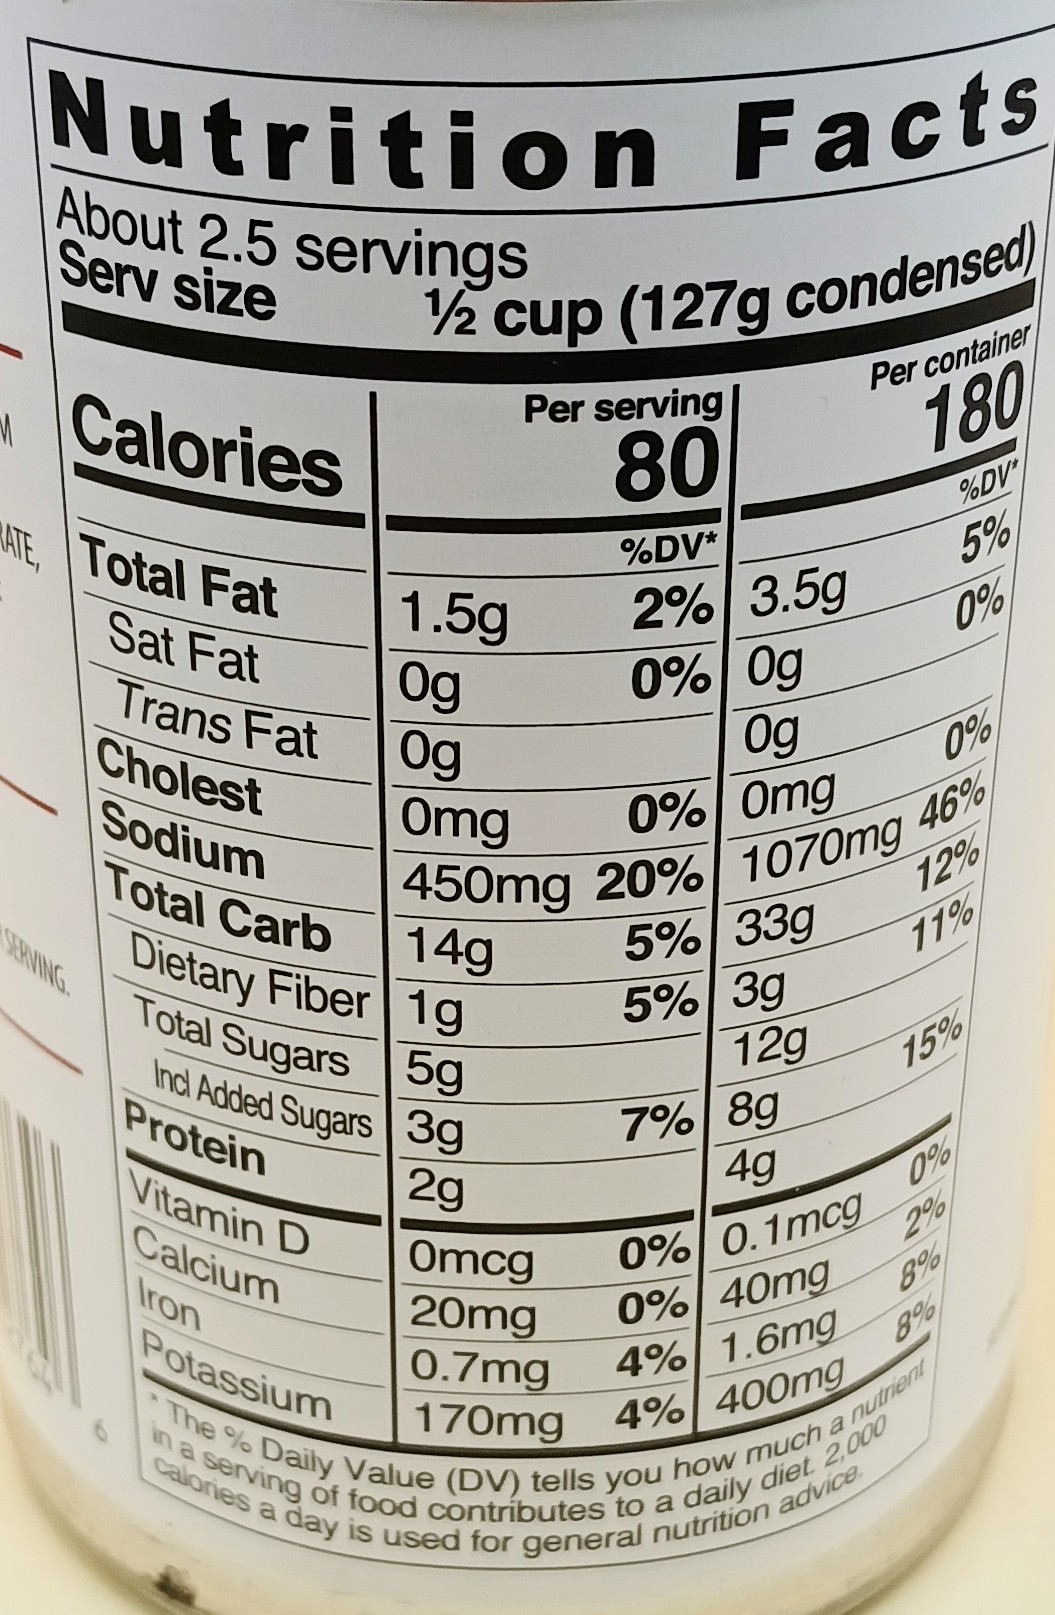 Nutrition Facts
About 2.5 servings
Serv size ½ cup (127g condensed)
Per serving Per container
Calories 80 180
%DV* %DV*
Total Fat 1.5g 2% 3.5g 5%
Sat Fat 0g 0% 0g 0%
Trans Fat 0g 0g
Cholest 0mg 0% 0mg 0%
Sodium 450mg 20% 1070mg 46%
Total Carb 14g 5% 33g 12%
Dietary Fiber 1g 5% 3g 11%
Total Sugars 5g 12g
Incl Added Sugars 3g 7% 8g 15%
Protein 2g 4g
Vitamin D 0mcg 0% 0.1mcg 0%
Calcium 20mg 0% 40mg 2%
Iron 0.7mg 4% 1.6mg 8%
Potassium 170mg 4% 400mg 8%
* The % Daily Value (DV) tells you how much a nutrient
in a serving of food contributes to a daily diet. 2,000
calories a day is used for general nutrition advice.
SERVING.
6